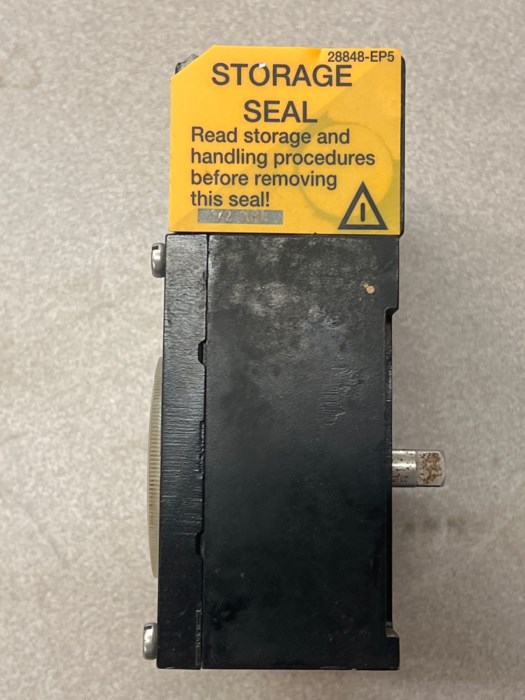 28848-EP5
STORAGE
SEAL
Read storage and
handling procedures
before removing
this seal!